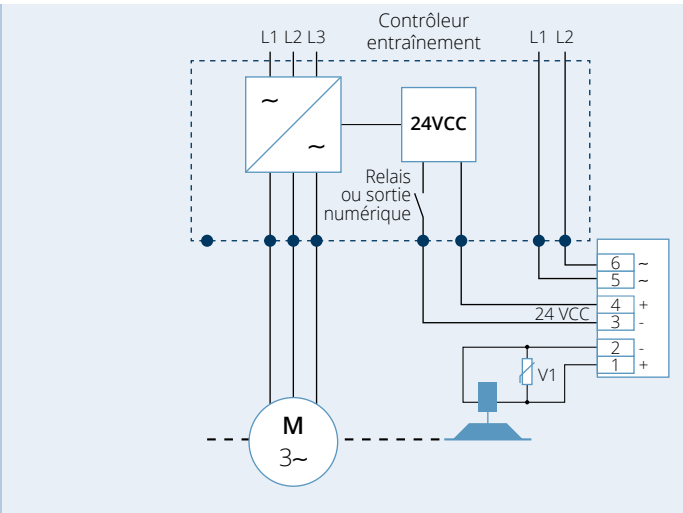 Contrôleur
entraînement
L1 L2 L3
L1 L2
~
~
24VCC
Relais
ou sortie
numérique
6 ~
5 ~
4 +
24 VCC
3 -
2 -
1 +
V1
M
3~